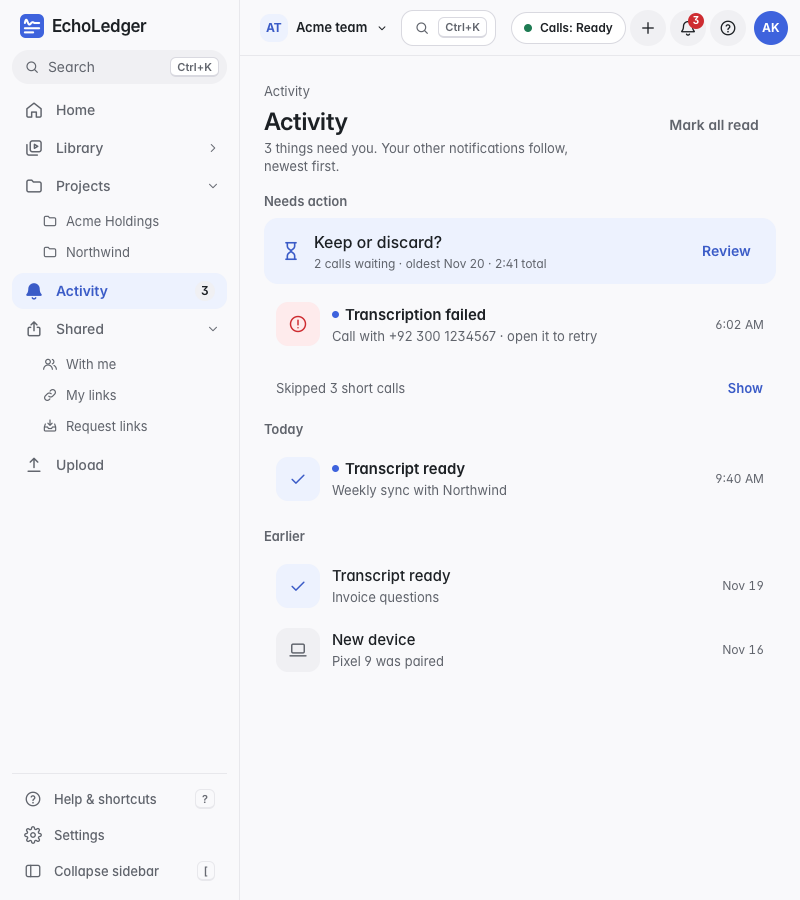 EchoLedger
Search Ctrl+K
Home
Library
Projects
Acme Holdings
Northwind
Activity 3
Shared
With me
My links
Request links
Upload
Help & shortcuts ?
Settings
Collapse sidebar [
AT Acme team Ctrl+K Calls: Ready 3 AK
Activity
Activity
Mark all read
3 things need you. Your other notifications follow,
newest first.
Needs action
Keep or discard?
2 calls waiting · oldest Nov 20 · 2:41 total
Review
Transcription failed
Call with +92 300 1234567 · open it to retry
6:02 AM
Skipped 3 short calls Show
Today
Transcript ready
Weekly sync with Northwind
9:40 AM
Earlier
Transcript ready
Invoice questions
Nov 19
New device
Pixel 9 was paired
Nov 16